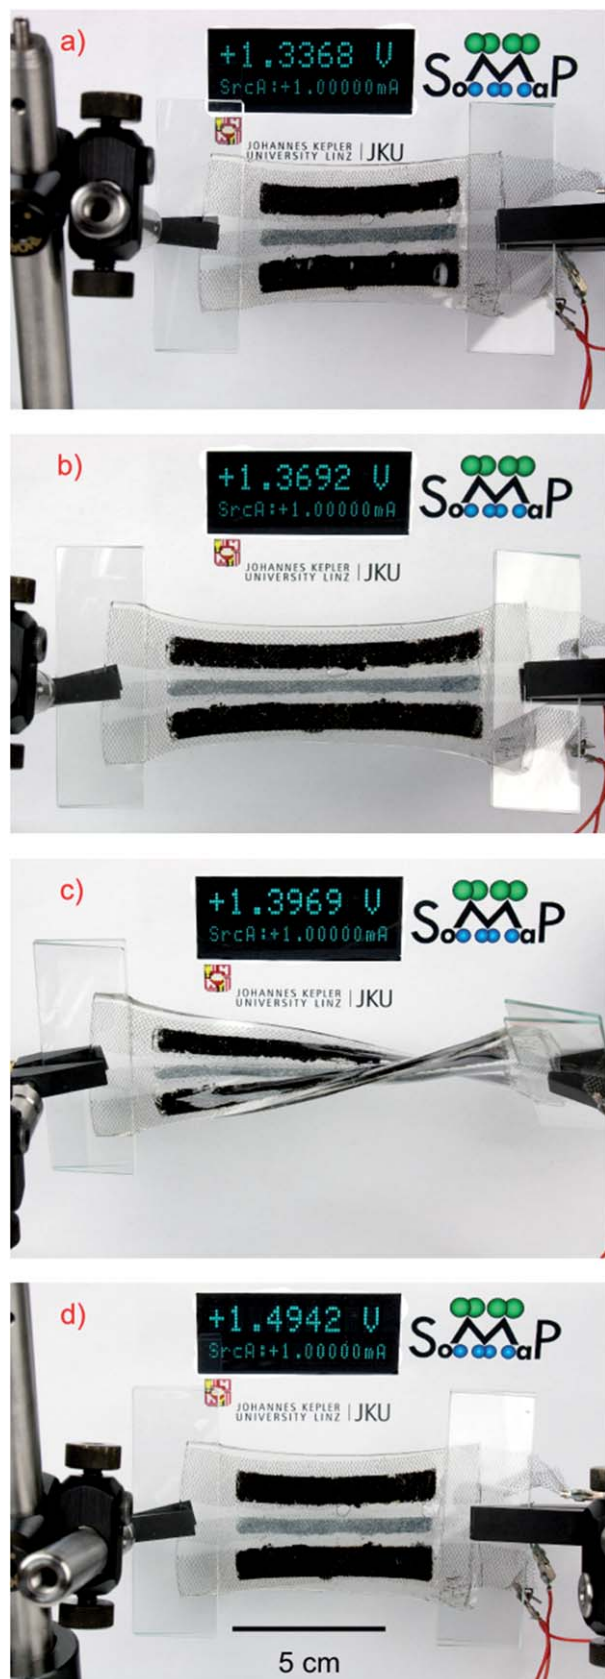 a)
+1.3368 V
SrcA:+1.00000mA
SoMaP
JOHANNES KEPLER
UNIVERSITY LINZ | JKU
b)
+1.3692 V
SrcA:+1.00000mA
SoMaP
JOHANNES KEPLER
UNIVERSITY LINZ | JKU
c)
+1.3969 V
SrcA:+1.00000mA
SoMaP
JOHANNES KEPLER
UNIVERSITY LINZ | JKU
d)
+1.4942 V
SrcA:+1.00000mA
SoMaP
JOHANNES KEPLER
UNIVERSITY LINZ | JKU
5 cm